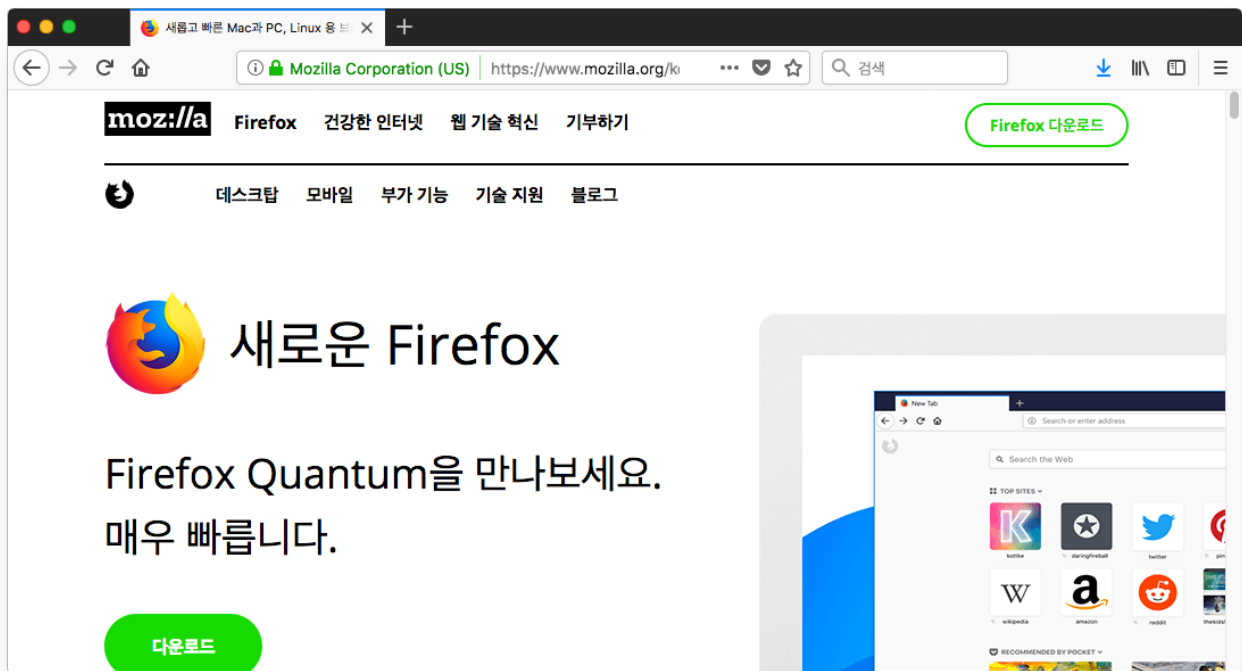 새롭고 빠른 Mac과 PC, Linux 용
Mozilla Corporation (US) https://www.mozilla.org/k
검색
moz://a Firefox 건강한 인터넷 웹 기술 혁신 기부하기 Firefox 다운로드
데스크탑 모바일 부가 기능 기술 지원 블로그
새로운 Firefox
Firefox Quantum을 만나보세요.
매우 빠릅니다.
다운로드
New Tab
Search or enter address
Search the Web
TOP SITES
K
kottke daringfireball twitter pin
W a
wikipedia amazon reddit thekids
RECOMMENDED BY POCKET